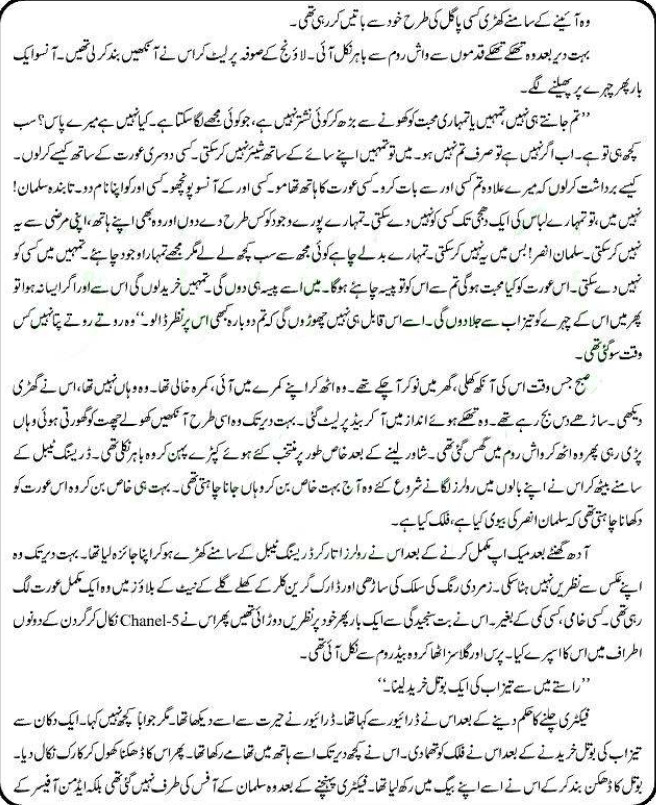 وہ آئینے کے سامنے کھڑی کسی پاگل کی طرح خود سے باتیں کر رہی تھی۔
بہت دیر بعد وہ تھکے تھکے قدموں سے واش روم سے باہر نکل آئی۔ لاؤنج کے صوفہ پر لیٹ کر اس نے آنکھیں بند کر لی تھیں۔ آنسو ایک
بار پھر چہرے پر پھیلنے لگے۔
’’تم جانتے ہی نہیں، تمہیں یا تمہاری محبت کو کھونے سے بڑھ کر کوئی نشتر نہیں ہے، جو کوئی مجھے لگا سکتا ہے۔ کیا نہیں ہے میرے پاس؟ سب
کچھ ہی تو ہے۔ اب اگر نہیں ہے تو صرف تم نہیں ہو۔ میں تو تمہیں اپنے سائے کے ساتھ شیئر نہیں کر سکتی۔ کسی دوسری عورت کے ساتھ کیسے کر لوں۔
کیسے برداشت کر لوں کہ میرے علاوہ تم کسی اور سے بات کرو۔ کسی عورت کا ہاتھ تھامو۔ کسی اور کے آنسو پونچھو۔ کسی اور کو اپنا نام دو۔ تابندہ سلمان!
نہیں میں، تو تمہارے لباس کی ایک دھجی تک کسی کو نہیں دے سکتی۔ تمہارے پورے وجود کو کس طرح دے دوں اور وہ بھی اپنے ہاتھ، اپنی مرضی سے یہ
نہیں کر سکتی۔ سلمان انصر! بس میں یہ نہیں کر سکتی۔ تمہارے بدلے چاہے کوئی مجھ سے سب کچھ لے لے مگر مجھے تمہارا وجود چاہئے۔ تمہیں میں کسی کو
نہیں دے سکتی۔ اس عورت کو کیا محبت ہو گی تم سے اس کو تو پیسہ چاہئے ہوگا۔ میں اسے پیسہ ہی دوں گی۔ تمہیں خرید لوں گی اس سے اور اگر ایسا نہ ہوا تو
پھر میں اس کے چہرے کو تیزاب سے جلا دوں گی۔ اسے اس قابل ہی نہیں چھوڑوں گی کہ تم دوبارہ کبھی اس پر نظر ڈالو۔‘‘ وہ روتے روتے پتا نہیں کس
وقت سو گئی تھی۔
صبح جس وقت اس کی آنکھ کھلی، گھر میں نوکر آ چکے تھے۔ وہ اٹھ کر اپنے کمرے میں آئی، کمرہ خالی تھا۔ وہ وہاں نہیں تھا، اس نے گھڑی
دیکھی۔ ساڑھے دس بج رہے تھے۔ وہ تھکے ہوئے انداز میں آ کر بیڈ پر لیٹ گئی۔ بہت دیر تک وہ اسی طرح آنکھیں کھولے چھت کو گھورتی ہوئی وہاں
پڑی رہی پھر وہ اٹھ کر واش روم میں گھس گئی تھی۔ شاور لینے کے بعد خاص طور پر منتخب کئے ہوئے کپڑے پہن کر وہ باہر نکلی تھی۔ ڈریسنگ ٹیبل کے
سامنے بیٹھ کر اس نے اپنے بالوں میں رولرز لگانے شروع کئے وہ آج بہت خاص بن کر وہاں جانا چاہتی تھی۔ بہت ہی خاص بن کر وہ اس عورت کو
دکھانا چاہتی تھی کہ سلمان انصر کی بیوی کیا ہے، فلک کیا ہے۔
آدھ گھنٹے بعد میک اپ مکمل کرنے کے بعد اس نے رولرز اتار کر ڈریسنگ ٹیبل کے سامنے کھڑے ہو کر اپنا جائزہ لیا تھا۔ بہت دیر تک وہ
اپنے عکس سے نظریں نہیں ہٹا سکی۔ زمردی رنگ کی سلک کی ساڑھی اور ڈارک گرین کلر کے کھلے گلے کے نیٹ کے بلاؤز میں وہ ایک مکمل عورت لگ
رہی تھی۔ کسی خامی، کسی کمی کے بغیر۔ اس نے بت سنجیدگی سے ایک بار پھر خود پر نظریں دوڑائی تھیں پھر اس نے Chanel-5 نکال کر گردن کے دونوں
اطراف میں اس کا اسپرے کیا۔ پرس اور گلاسز اٹھا کر وہ بیڈ روم سے نکل آئی تھی۔
’’راستے میں سے تیزاب کی ایک بوتل خرید لینا۔‘‘
فیکٹری چلنے کا حکم دینے کے بعد اس نے ڈرائیور سے کہا تھا۔ ڈرائیور نے حیرت سے اسے دیکھا تھا۔ مگر جواباً کچھ نہیں کہا۔ ایک دکان سے
تیزاب کی بوتل خریدنے کے بعد اس نے فلک کو تھما دی۔ اس نے کچھ دیر تک اسے ہاتھ میں تھامے رکھا تھا۔ پھر اس کا ڈھکنا کھول کر کارک نکال دیا۔
بوتل کا ڈھکن بند کر کے اس نے اسے اپنے بیگ میں رکھ لیا تھا۔ فیکٹری پہنچنے کے بعد وہ سلمان کے آفس کی طرف نہیں گئی تھی بلکہ ایڈمن آفیسر کے